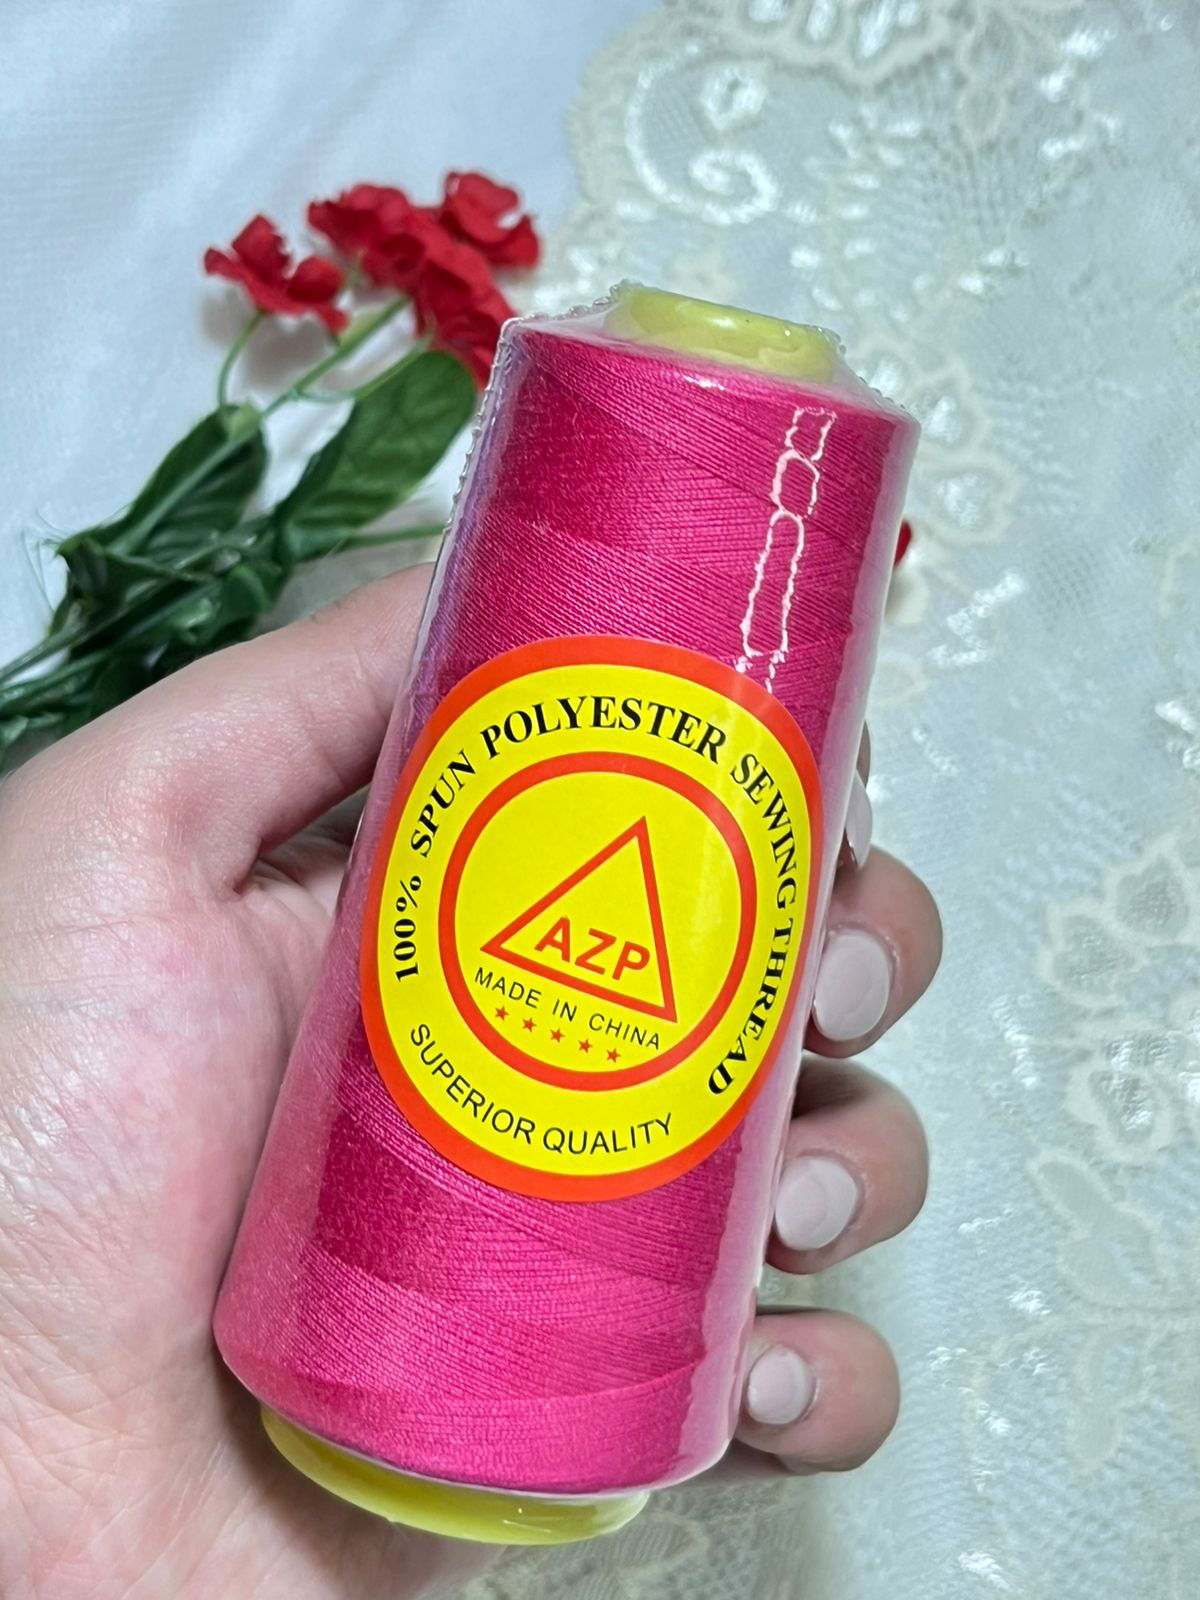 100% SPUN POLYESTER SEWING THREAD
AZP
MADE IN CHINA
SUPERIOR QUALITY